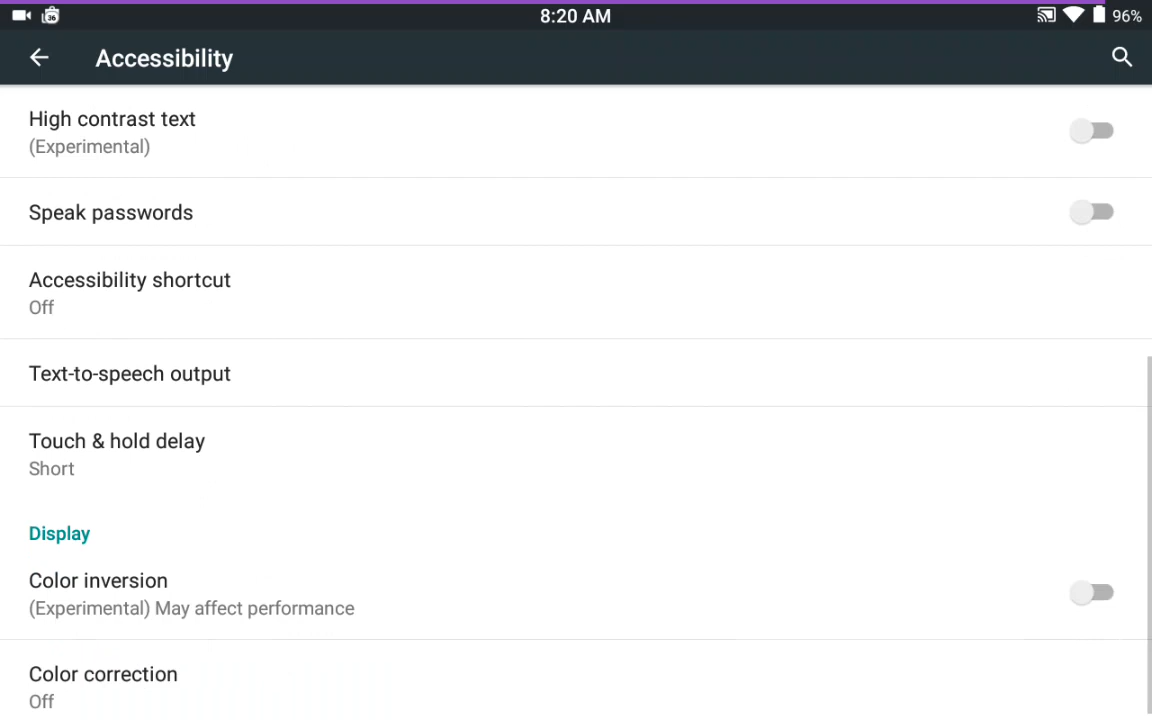 36
8:20 AM
96%
Accessibility
High contrast text
(Experimental)
Speak passwords
Accessibility shortcut
Off
Text-to-speech output
Touch & hold delay
Short
Display
Color inversion
(Experimental) May affect performance
Color correction
Off